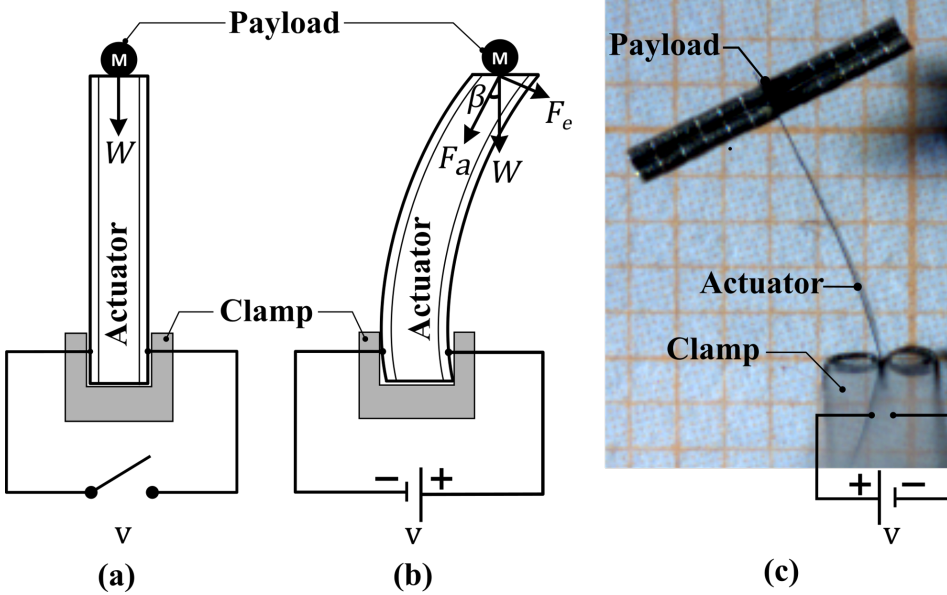 Payload
M
M
β
W
F_a
W
F_e
Actuator
Actuator
Clamp
− +
V
V
(a)
(b)
Payload
Actuator
Clamp
+ −
V
(c)